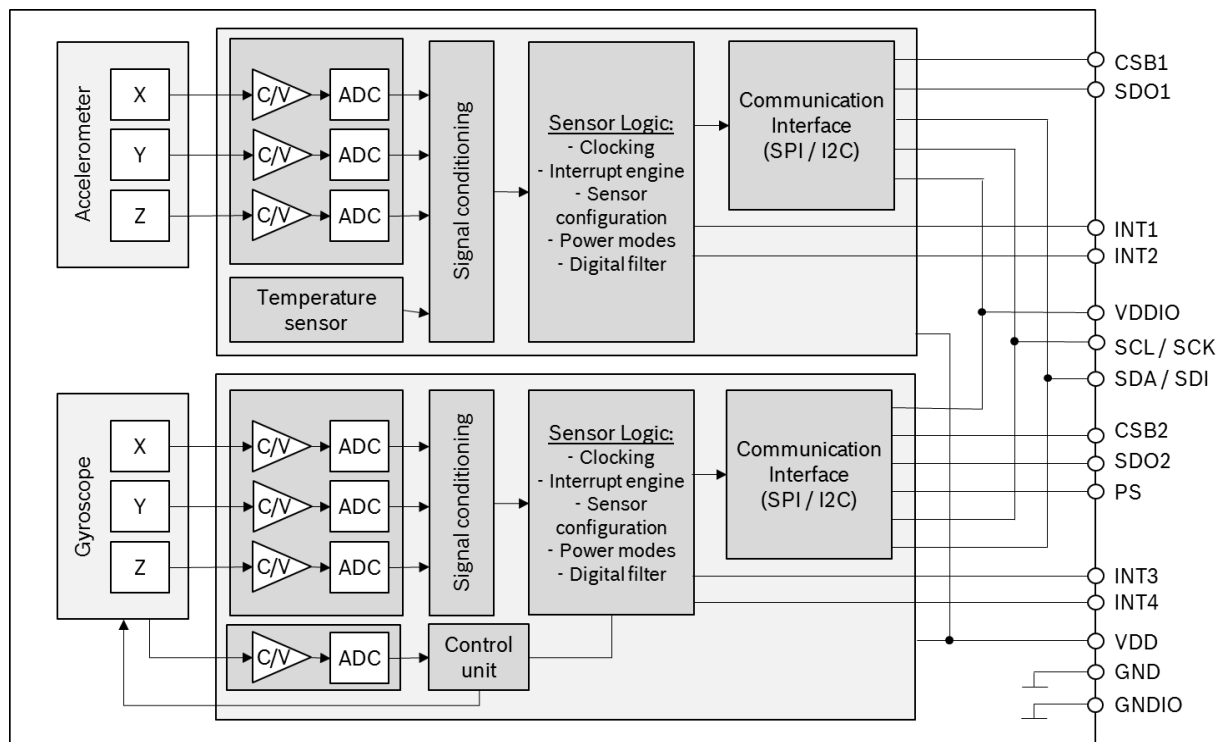 Accelerometer
X
Y
Z
C/V
ADC
C/V
ADC
C/V
ADC
Temperature
sensor
Signal conditioning
Sensor Logic:
- Clocking
- Interrupt engine
- Sensor
configuration
- Power modes
- Digital filter
Communication
Interface
(SPI / I2C)
Gyroscope
X
Y
Z
C/V
ADC
C/V
ADC
C/V
ADC
C/V
ADC
Signal conditioning
Control
unit
Sensor Logic:
- Clocking
- Interrupt engine
- Sensor
configuration
- Power modes
- Digital filter
Communication
Interface
(SPI / I2C)
CSB1
SDO1
INT1
INT2
VDDIO
SCL / SCK
SDA / SDI
CSB2
SDO2
PS
INT3
INT4
VDD
GND
GNDIO